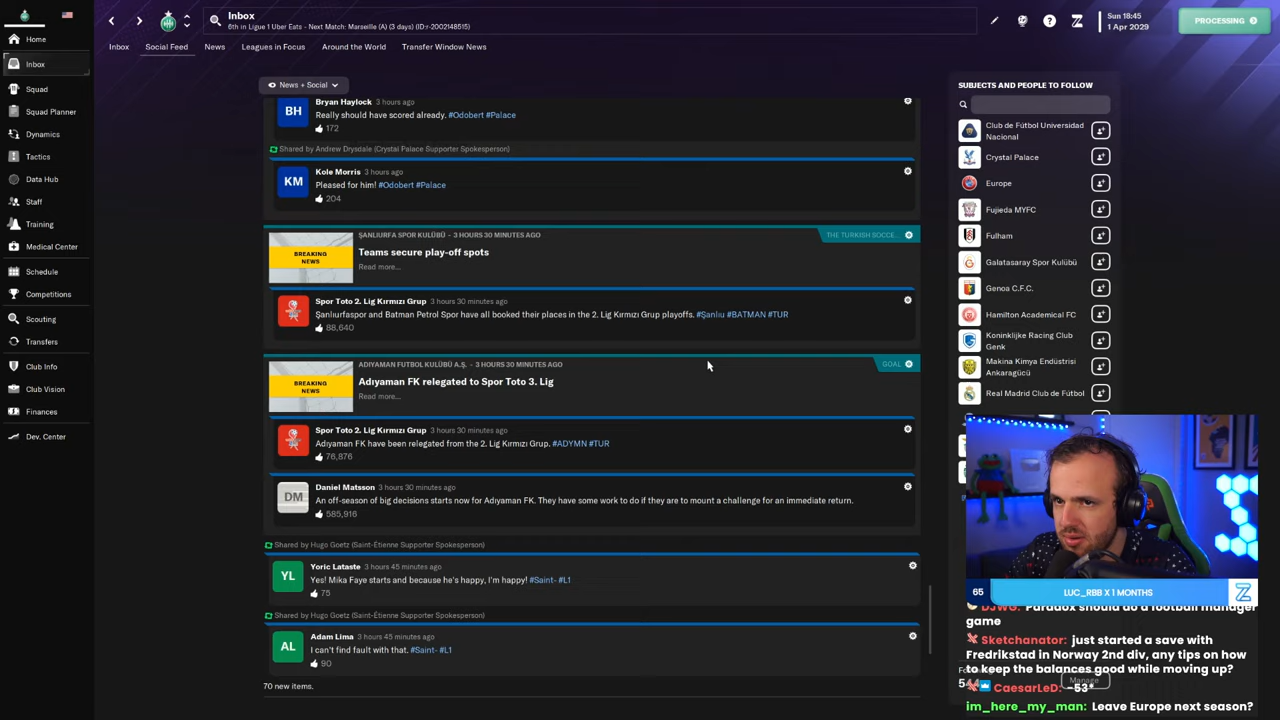 Inbox
6th in Ligue 1 Uber Eats - Next Match: Marseille (A) (3 days) (ID:r-2002148515)
Sun 18:45
1 Apr 2029
PROCESSING
Home
Inbox
Squad
Squad Planner
Dynamics
Tactics
Data Hub
Staff
Training
Medical Center
Schedule
Competitions
Scouting
Transfers
Club Info
Club Vision
Finances
Dev. Center
Inbox Social Feed News Leagues in Focus Around the World Transfer Window News
News + Social
BH
Bryan Haylock 3 hours ago
Really should have scored already. #Odobert #Palace
172
Shared by Andrew Drysdale (Crystal Palace Supporter Spokesperson)
KM
Kole Morris 3 hours ago
Pleased for him! #Odobert #Palace
204
BREAKING
NEWS
ŞANLIURFA SPOR KULÜBÜ - 3 HOURS 30 MINUTES AGO
THE TURKISH SOCCE...
Teams secure play-off spots
Read more...
Spor Toto 2. Lig Kırmızı Grup 3 hours 30 minutes ago
Şanlıurfaspor and Batman Petrol Spor have all booked their places in the 2. Lig Kırmızı Grup playoffs. #Şanlıu #BATMAN #TUR
88,640
BREAKING
NEWS
ADIYAMAN FUTBOL KULÜBÜ A.Ş. - 3 HOURS 30 MINUTES AGO
GOAL
Adıyaman FK relegated to Spor Toto 3. Lig
Read more...
Spor Toto 2. Lig Kırmızı Grup 3 hours 30 minutes ago
Adıyaman FK have been relegated from the 2. Lig Kırmızı Grup. #ADYMN #TUR
76,876
DM
Daniel Matsson 3 hours 30 minutes ago
An off-season of big decisions starts now for Adıyaman FK. They have some work to do if they are to mount a challenge for an immediate return.
585,916
Shared by Hugo Goetz (Saint-Étienne Supporter Spokesperson)
YL
Yoric Lataste 3 hours 45 minutes ago
Yes! Mika Faye starts and because he's happy, I'm happy! #Saint- #L1
75
Shared by Hugo Goetz (Saint-Étienne Supporter Spokesperson)
AL
Adam Lima 3 hours 45 minutes ago
I can't find fault with that. #Saint- #L1
90
70 new items.
SUBJECTS AND PEOPLE TO FOLLOW
Club de Fútbol Universidad
Nacional
Crystal Palace
Europe
Fujieda MYFC
Fulham
Galatasaray Spor Kulübü
Genoa C.F.C.
Hamilton Academical FC
Koninklijke Racing Club
Genk
Makina Kimya Endüstrisi
Ankaragücü
Real Madrid Club de Fútbol
65 LUC_RBB X 1 MONTHS
DJWG: Paradox should do a football manager
game
Sketchanator: just started a save with
Fredrikstad in Norway 2nd div, any tips on how
to keep the balances good while moving up?
Manage
CaesarLeD: -53*
im_here_my_man: Leave Europe next season?